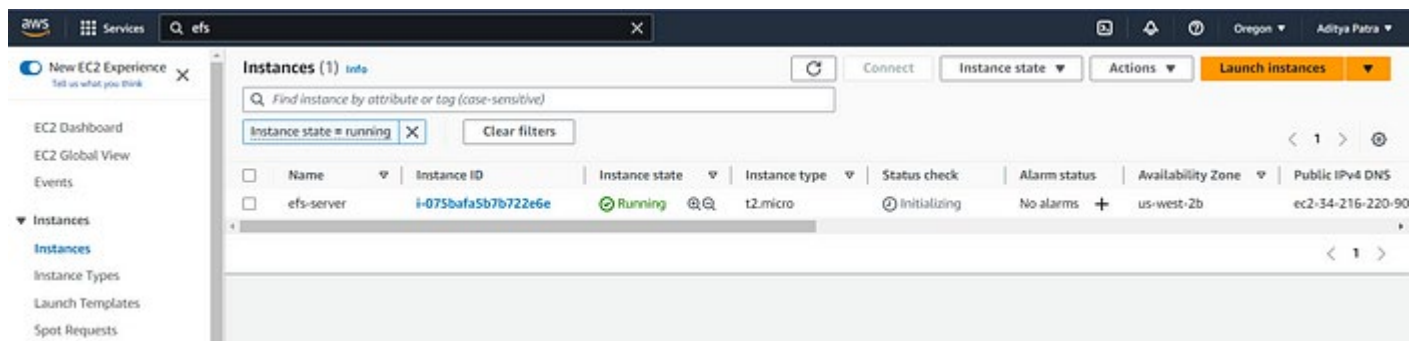 aws Services efs Oregon Aditya Patra
New EC2 Experience
Tell us what you think
EC2 Dashboard
EC2 Global View
Events
Instances
Instances
Instance Types
Launch Templates
Spot Requests
Instances (1) Info Connect Instance state Actions Launch instances
Find instance by attribute or tag (case-sensitive)
Instance state = running Clear filters
1
Name Instance ID Instance state Instance type Status check Alarm status Availability Zone Public IPv4 DNS
efs-server i-075bafa5b7b722e6e Running t2.micro Initializing No alarms us-west-2b ec2-34-216-220-90
1